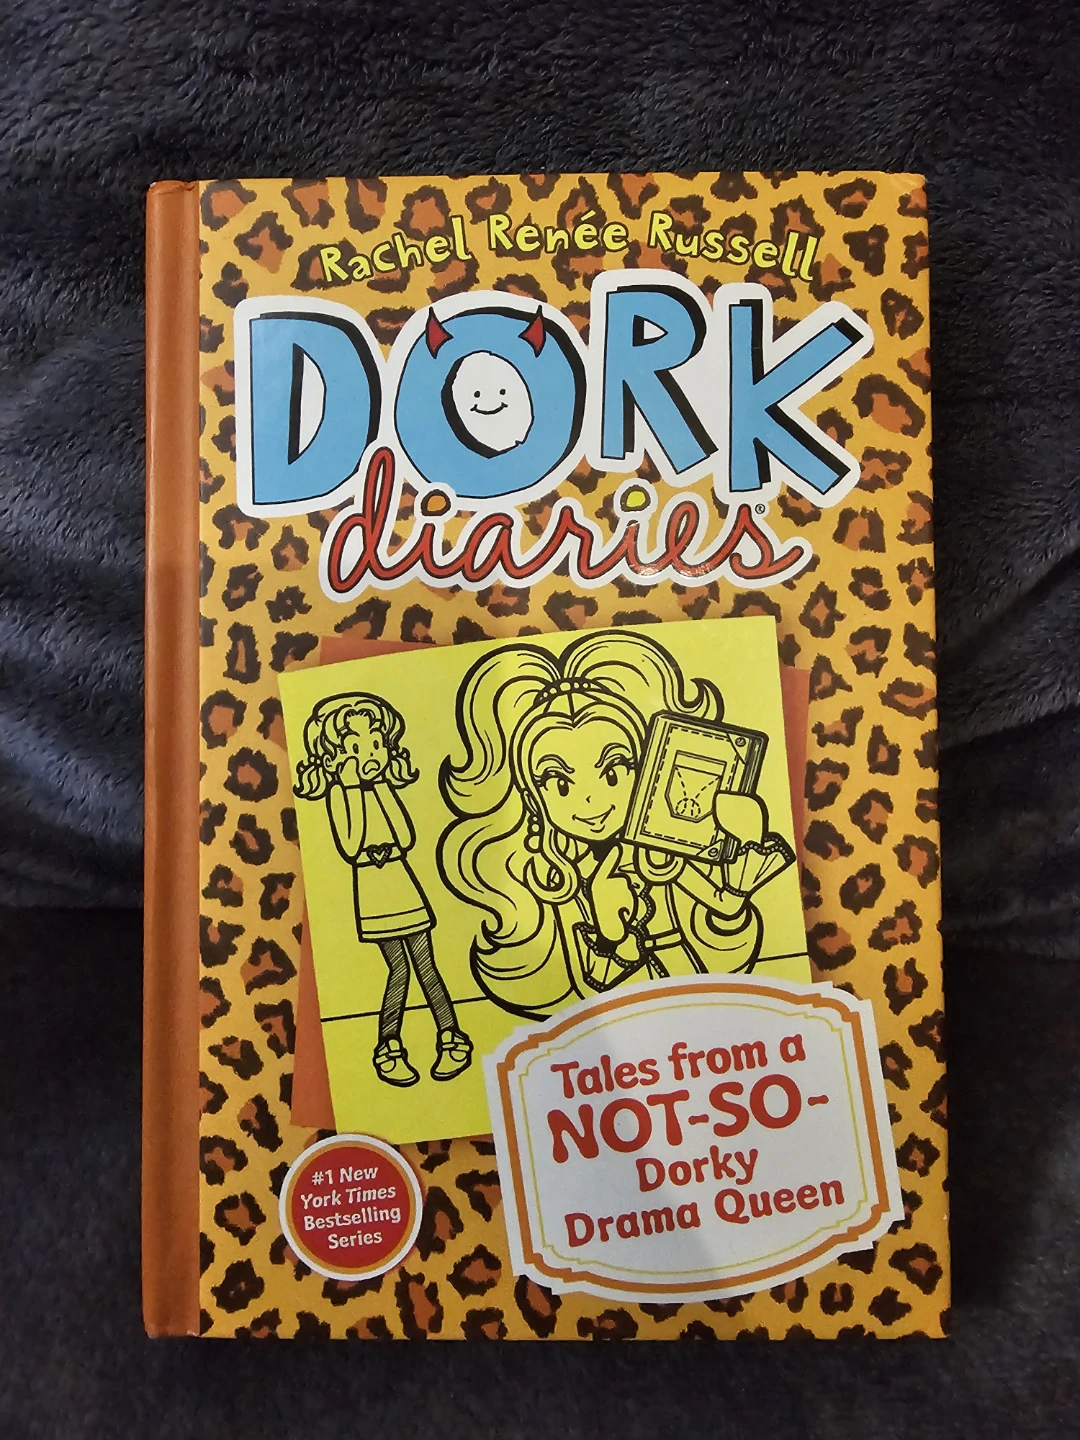 Rachel Renée Russell
DORK
diaries®
Tales from a
NOT-SO-
Dorky
Drama Queen
#1 New
York Times
Bestselling
Series